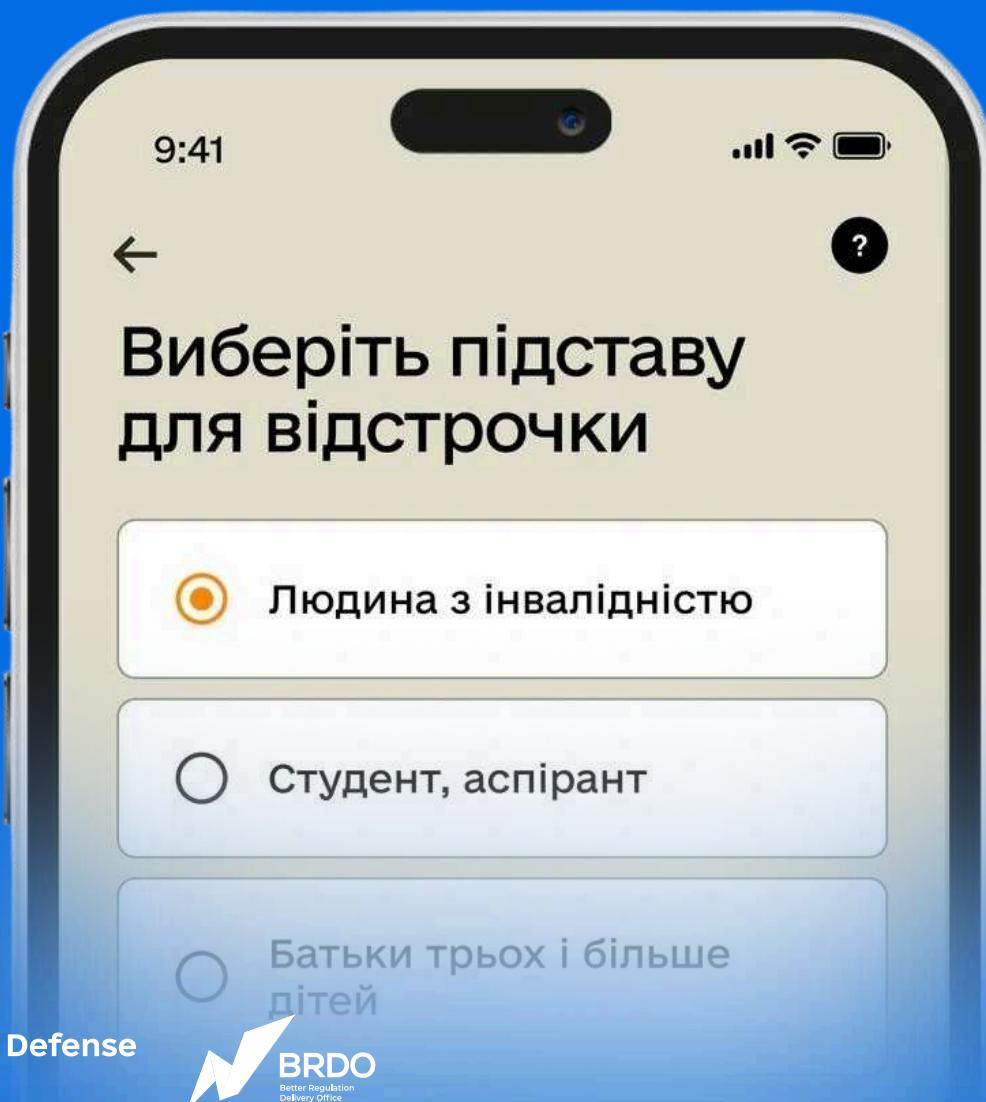 9:41
?
Виберіть підставу
для відстрочки
Людина з інвалідністю
Студент, аспірант
Батьки трьох і більше
дітей
Defense
BRDO
Better Regulation
Delivery Office